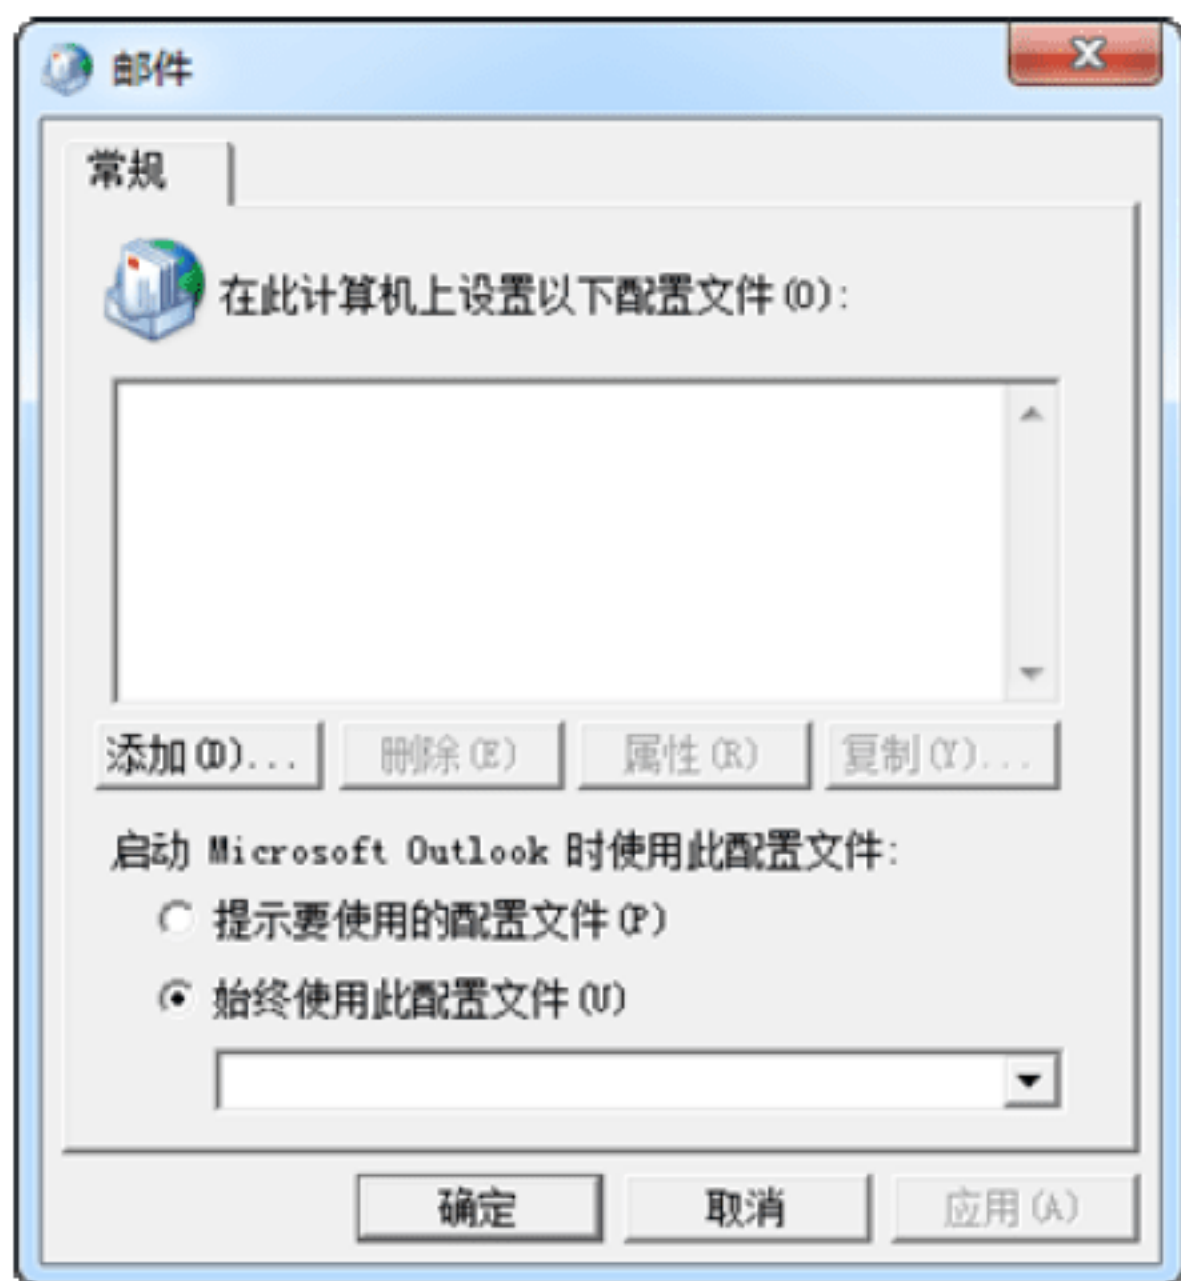 邮件
常规
在此计算机上设置以下配置文件(O):
添加(D)... 删除(E) 属性(R) 复制(Y)...
启动 Microsoft Outlook 时使用此配置文件:
提示要使用的配置文件(P)
始终使用此配置文件(U)
确定 取消 应用(A)